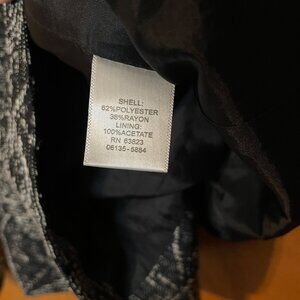 SHELL:
62%POLYESTER
38%RAYON
LINING:
100%ACETATE
RN 63823
06135-5884